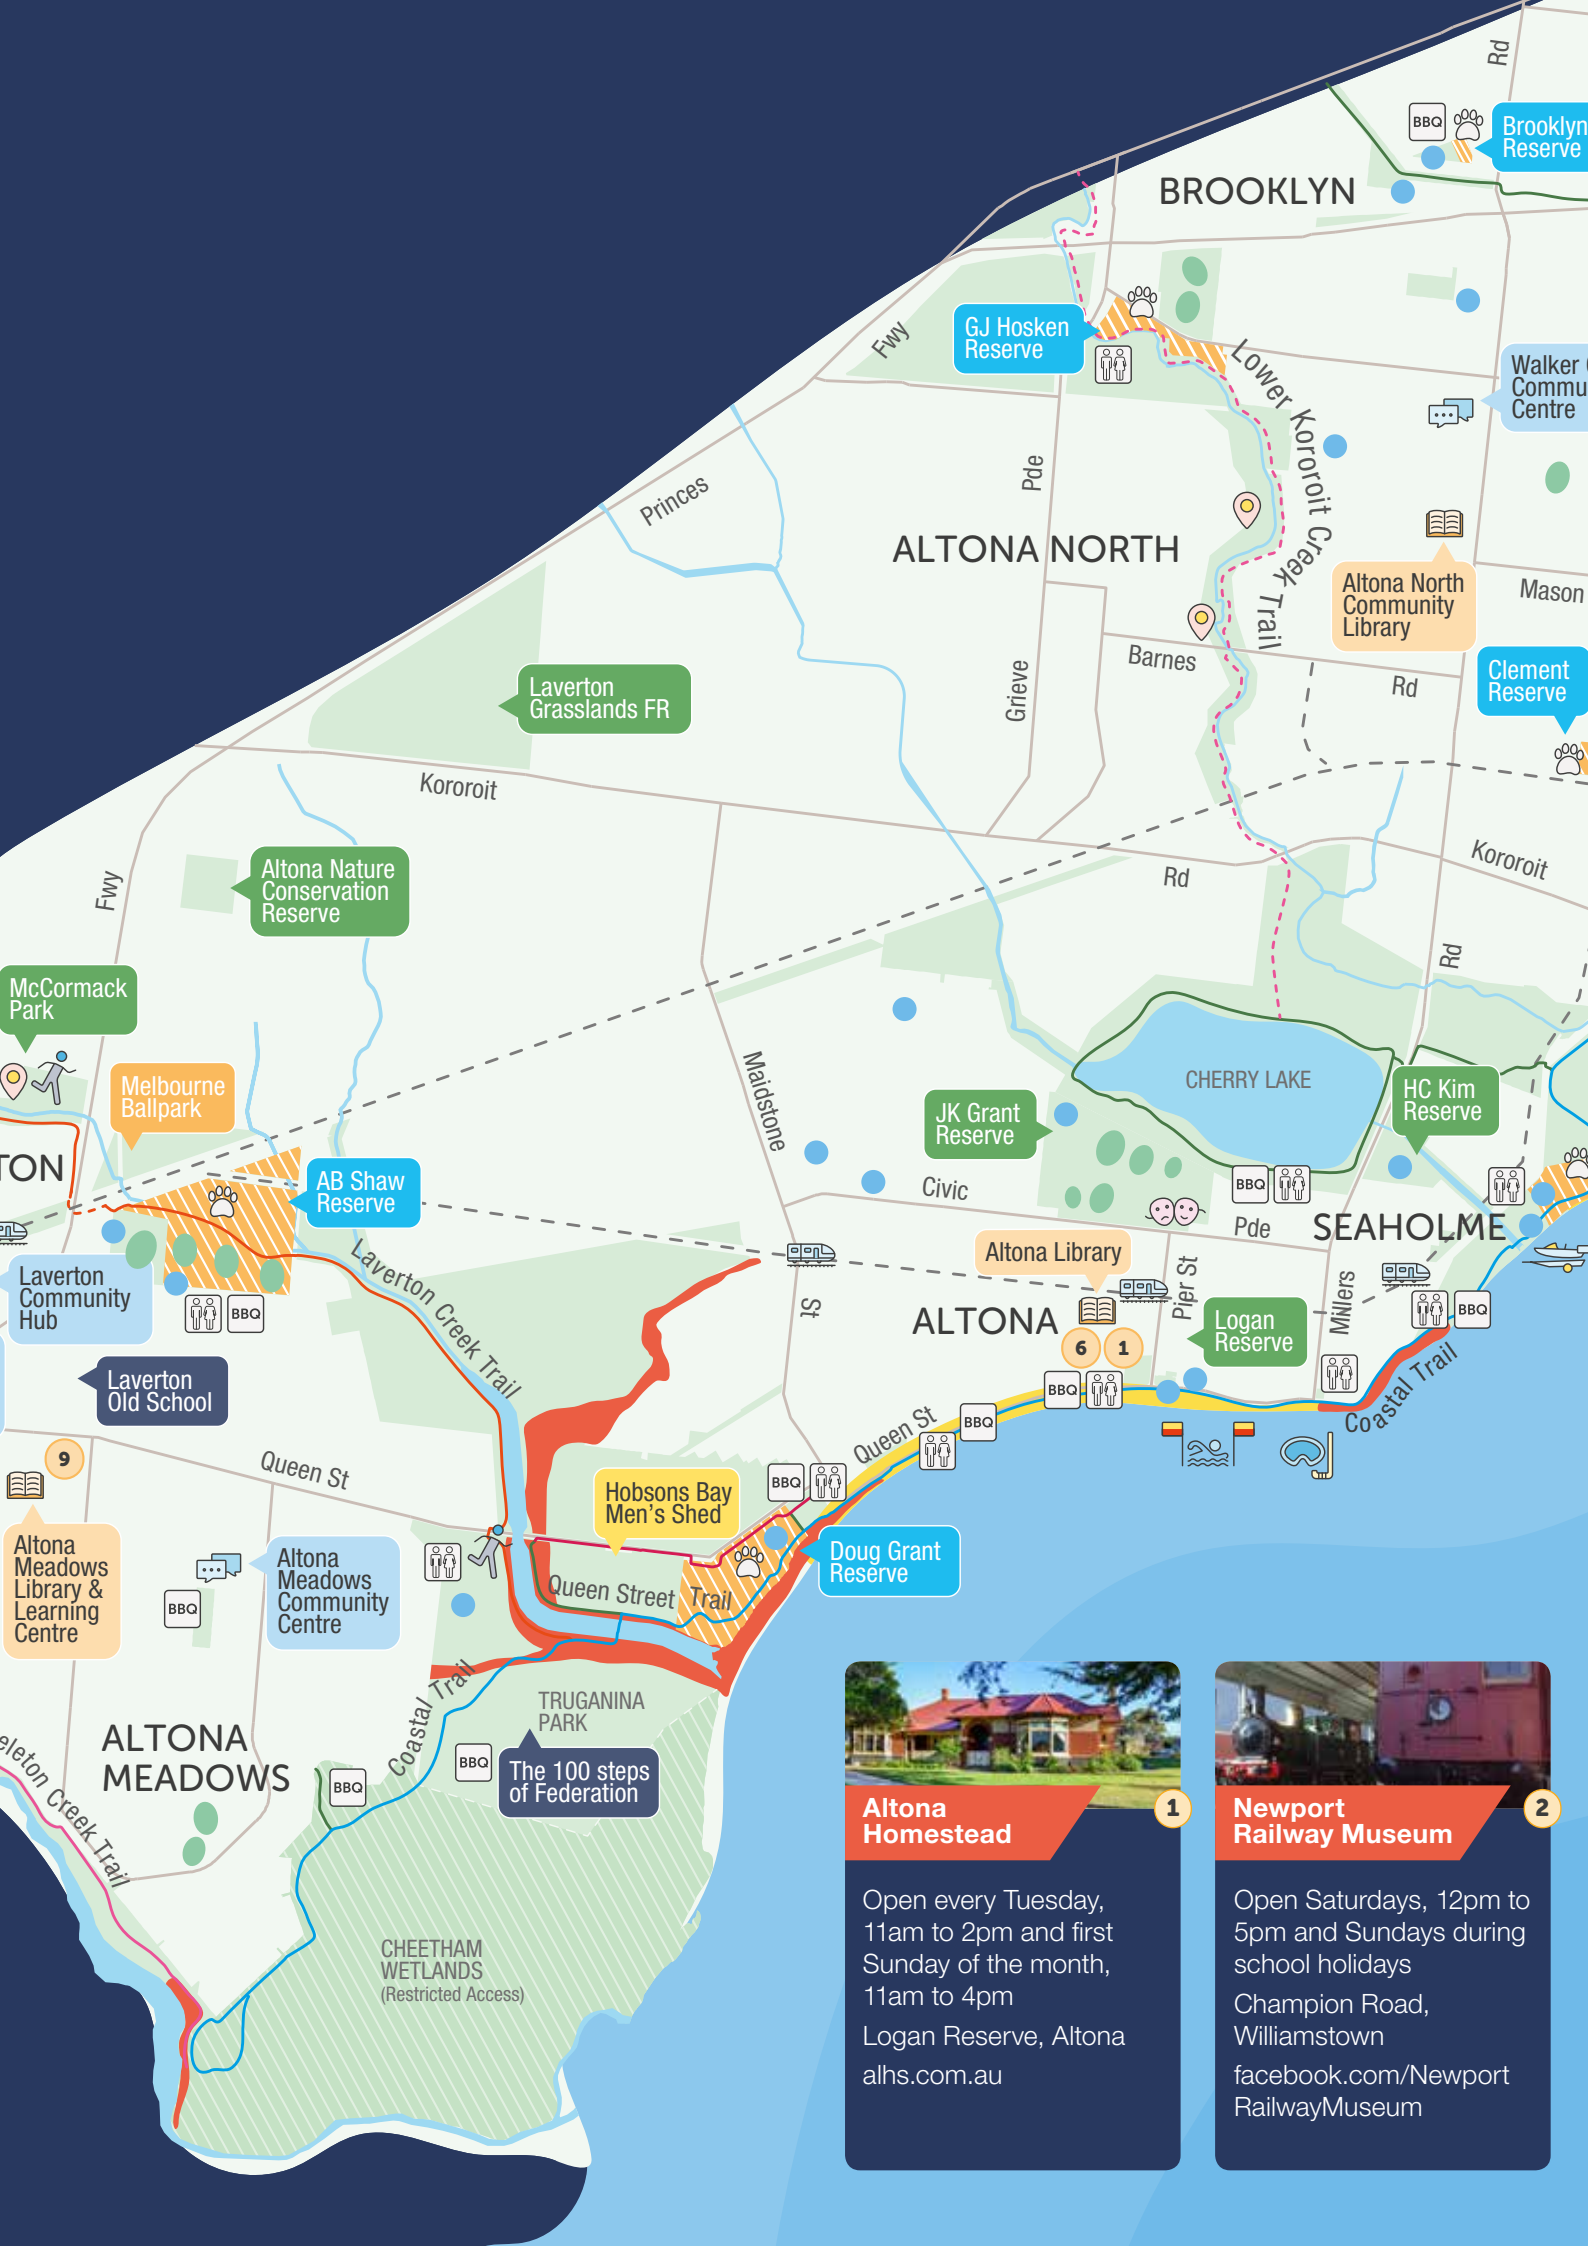 Rd
BBQ
Brooklyn
Reserve
BROOKLYN
GJ Hosken
Reserve
Fwy
Lower Kororoit Creek Trail
Walker
Commu
Centre
Princes
Pde
ALTONA NORTH
Altona North
Community
Library
Mason
Barnes
Rd
Grieve
Clement
Reserve
Laverton
Grasslands FR
Kororoit
Rd
Kororoit
Fwy
Altona Nature
Conservation
Reserve
Rd
McCormack
Park
Melbourne
Ballpark
Maidstone
CHERRY LAKE
JK Grant
Reserve
HC Kim
Reserve
TON
AB Shaw
Reserve
Civic
BBQ
Pde
SEAHOLME
Altona Library
Laverton
Community
Hub
BBQ
Laverton Creek Trail
St
ALTONA
Pier St
Millers
Logan
Reserve
BBQ
6
1
Laverton
Old School
BBQ
Coastal Trail
Queen St
BBQ
9
Queen St
BBQ
Hobsons Bay
Men's Shed
Altona
Meadows
Library &
Learning
Centre
BBQ
Altona
Meadows
Community
Centre
Doug Grant
Reserve
Queen Street Trail
Coastal Trail
TRUGANINA
PARK
ALTONA
MEADOWS
BBQ
BBQ
The 100 steps
of Federation
eleton Creek Trail
CHEETHAM
WETLANDS
(Restricted Access)
Altona
Homestead
1
Open every Tuesday,
11am to 2pm and first
Sunday of the month,
11am to 4pm
Logan Reserve, Altona
alhs.com.au
Newport
Railway Museum
2
Open Saturdays, 12pm to
5pm and Sundays during
school holidays
Champion Road,
Williamstown
facebook.com/Newport
RailwayMuseum